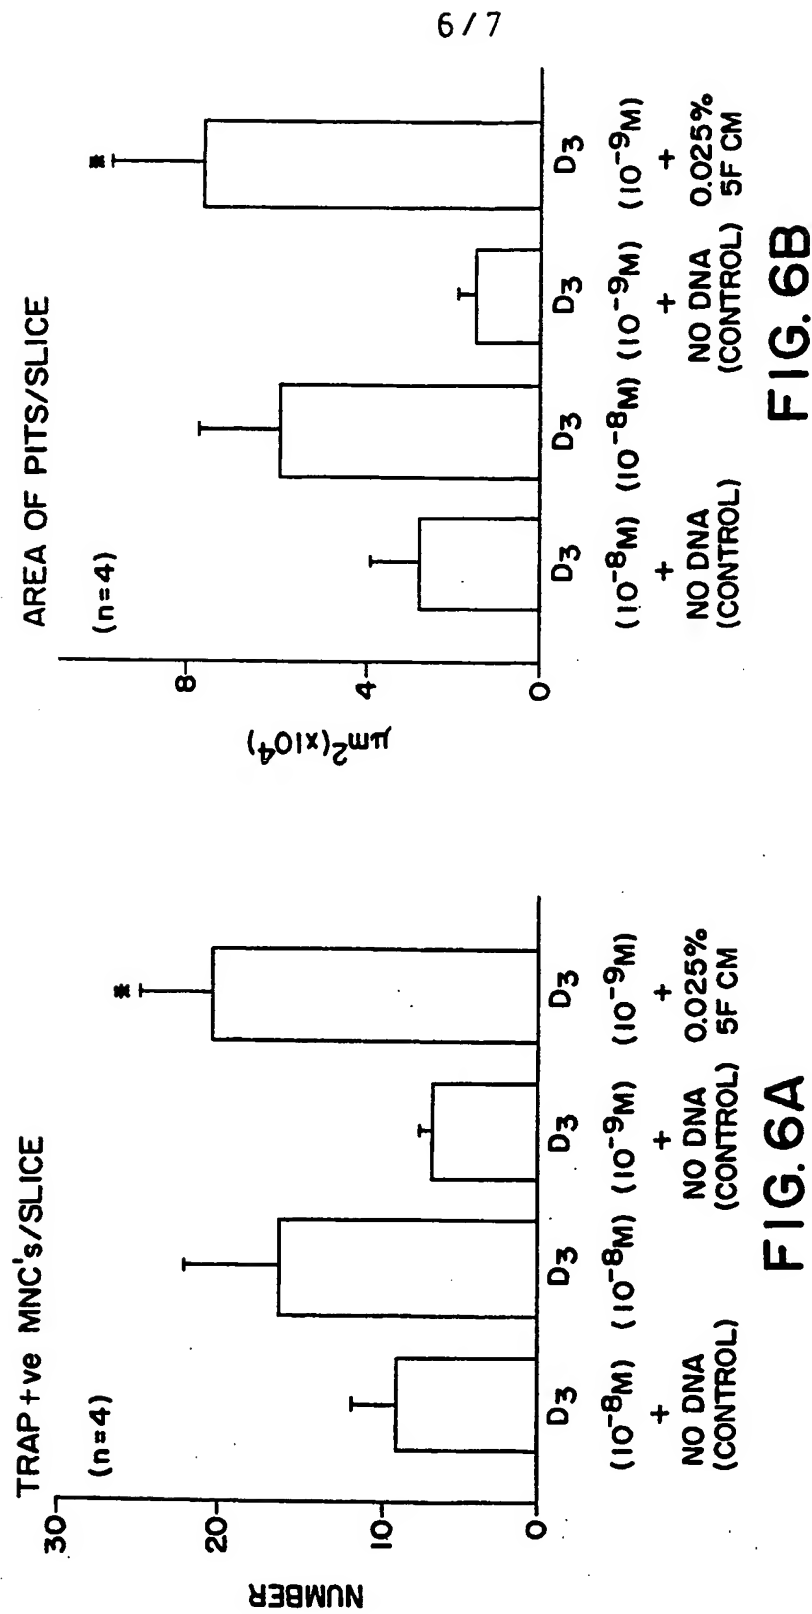 6/7
TRAP +ve MNC's/SLICE
(n=4)
NUMBER
30
20
10
0
D3 D3 D3 D3
(10-8M) (10-8M) (10-9M) (10-9M)
+ + +
NO DNA NO DNA 0.025%
(CONTROL) (CONTROL) 5F CM
*
FIG. 6A
AREA OF PITS/SLICE
(n=4)
μm2(x104)
8
4
0
D3 D3 D3 D3
(10-8M) (10-8M) (10-9M) (10-9M)
+ + +
NO DNA NO DNA 0.025%
(CONTROL) (CONTROL) 5F CM
*
FIG. 6B